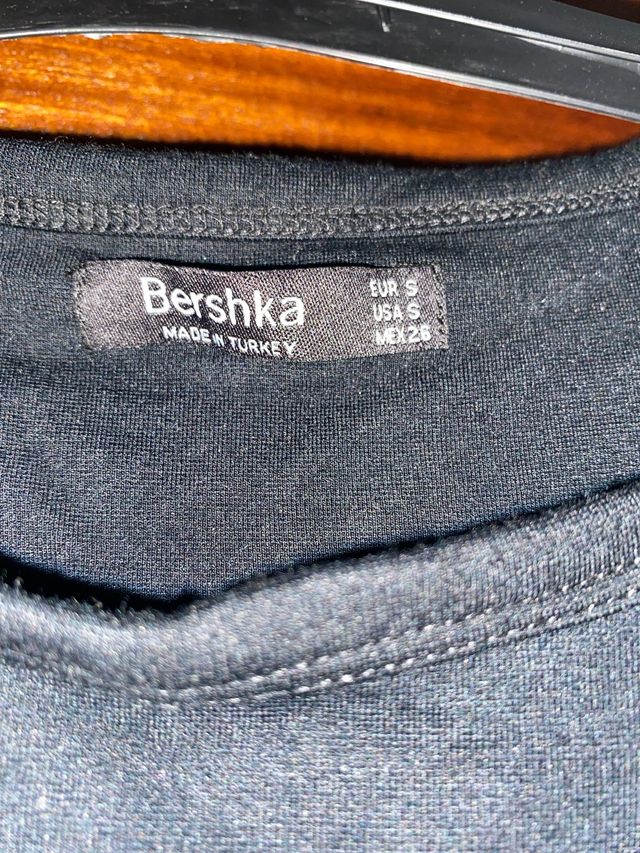 Bershka
MADE IN TURKEY
EUR S
USA S
MEX 26